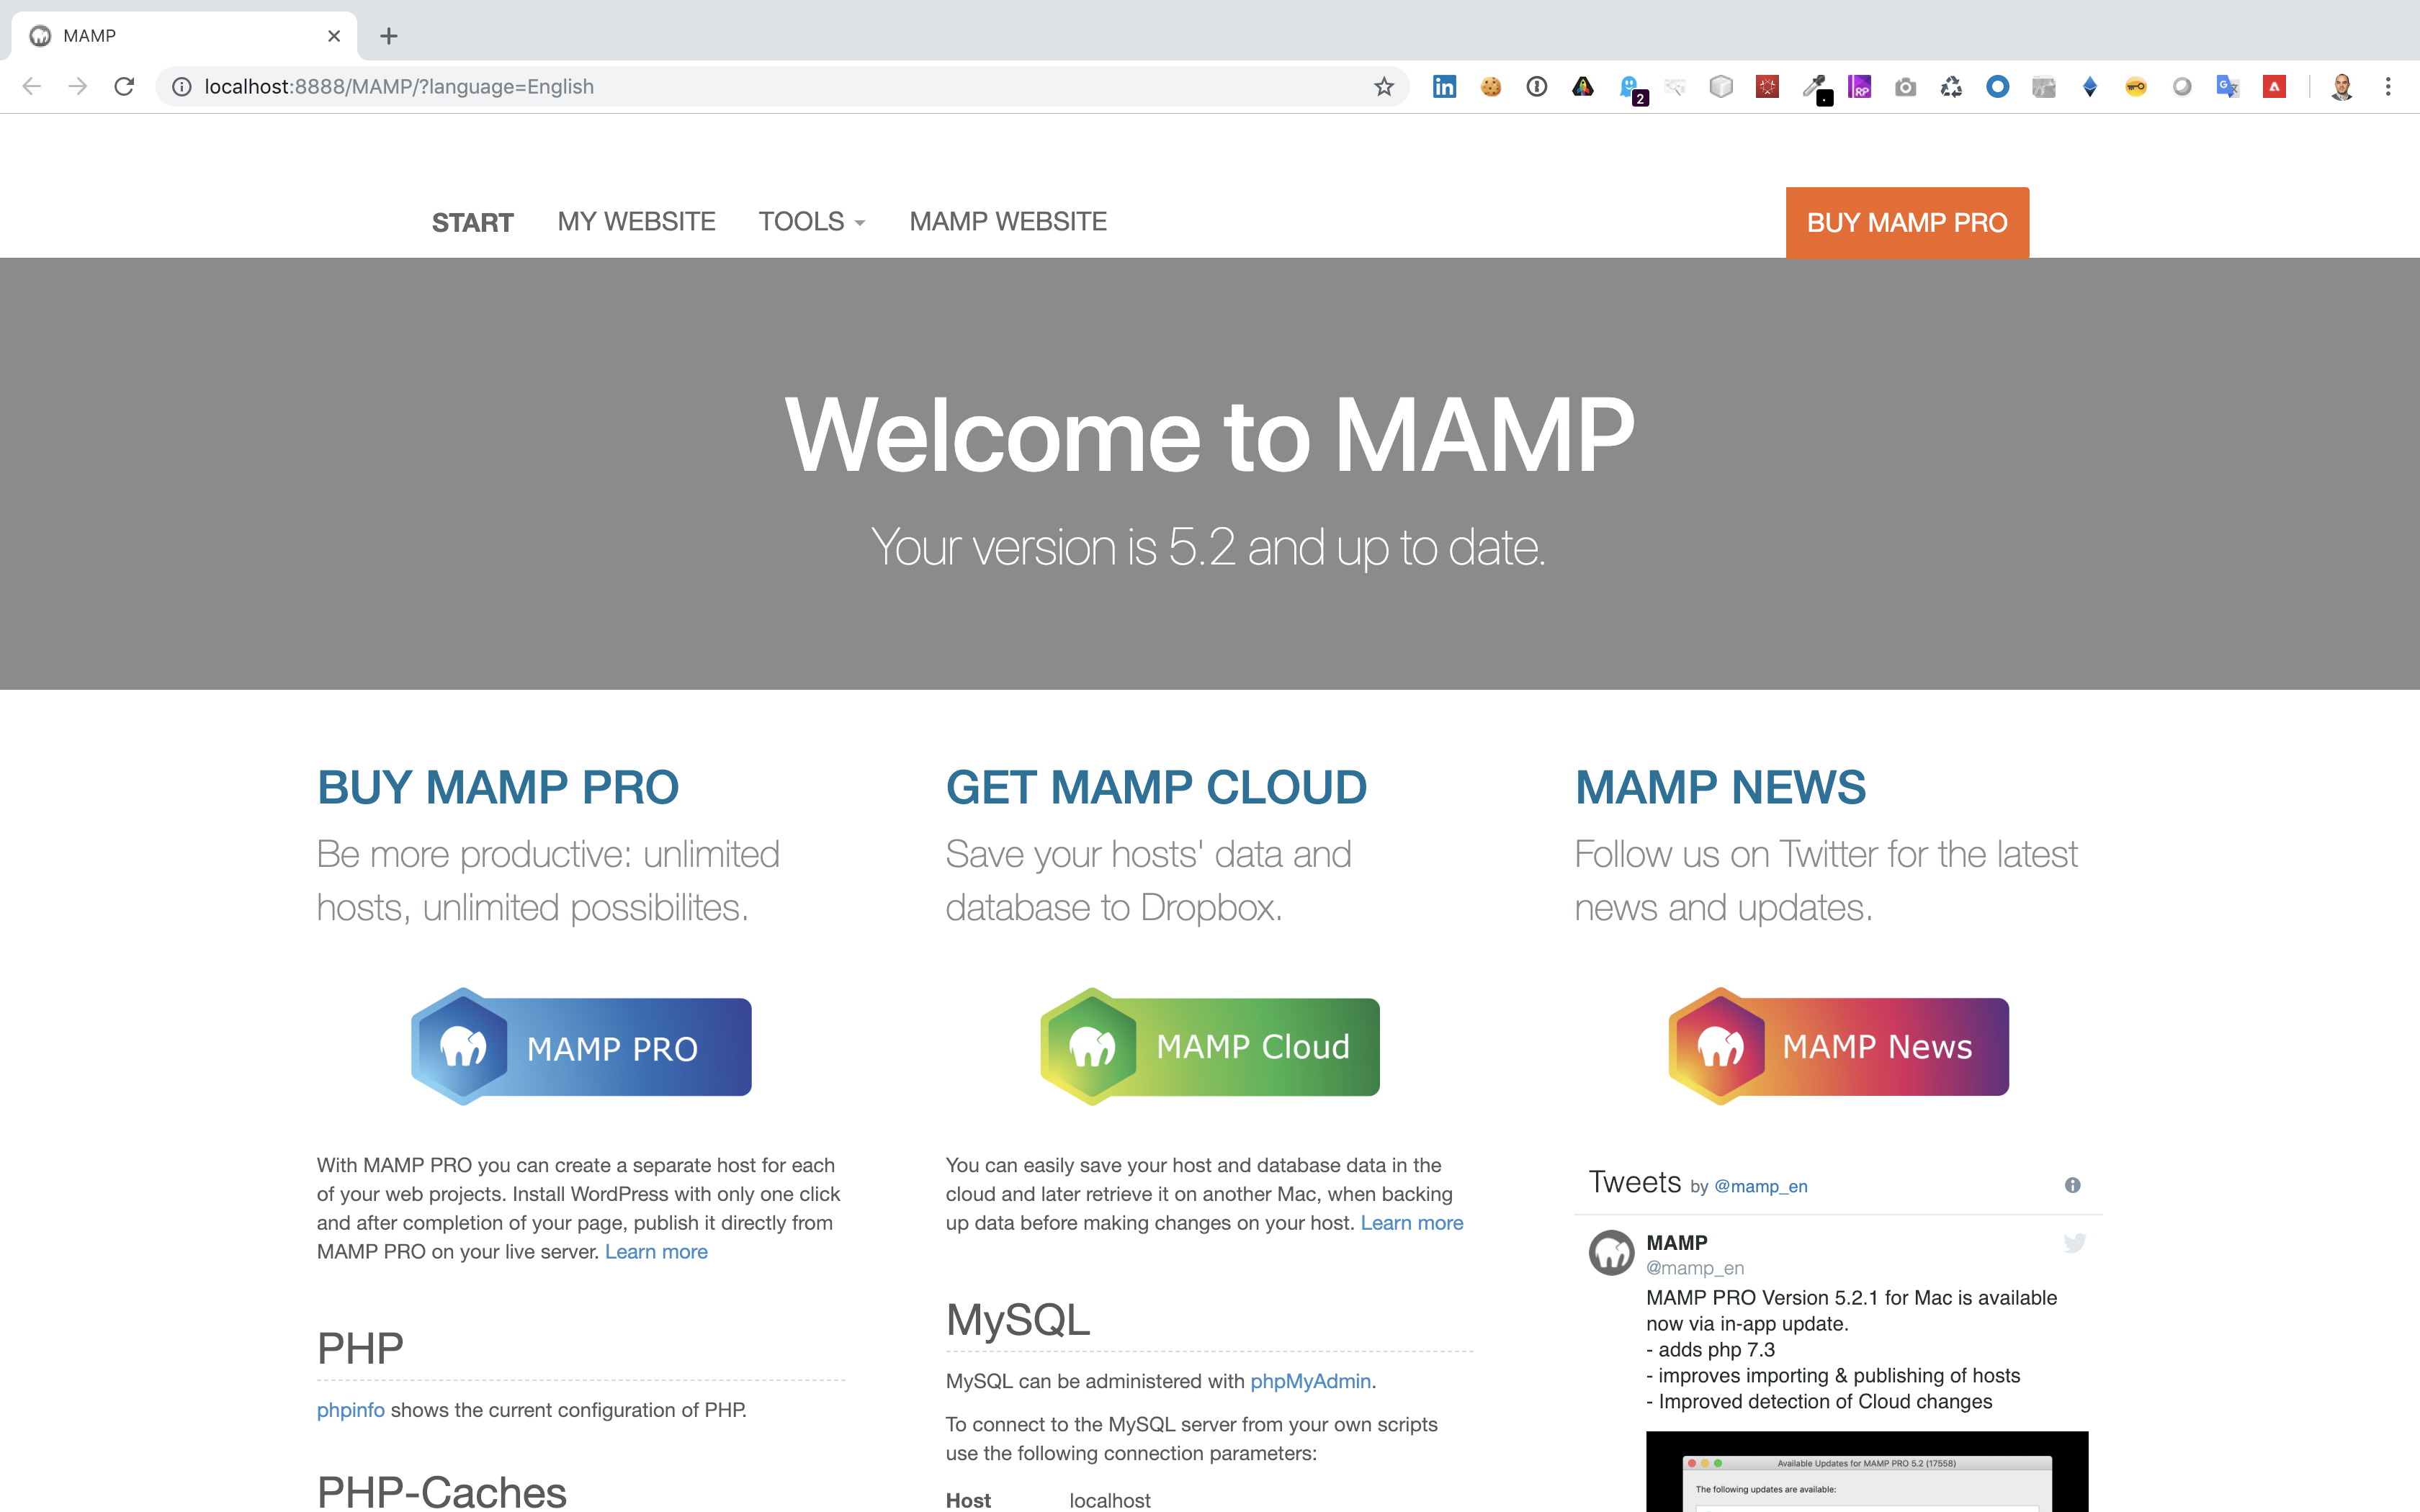 MAMP
localhost:8888/MAMP/?language=English
2
RP
START MY WEBSITE TOOLS MAMP WEBSITE BUY MAMP PRO
Welcome to MAMP
Your version is 5.2 and up to date.
BUY MAMP PRO
Be more productive: unlimited
hosts, unlimited possibilites.
MAMP PRO
With MAMP PRO you can create a separate host for each
of your web projects. Install WordPress with only one click
and after completion of your page, publish it directly from
MAMP PRO on your live server. Learn more
PHP
phpinfo shows the current configuration of PHP.
PHP-Caches
GET MAMP CLOUD
Save your hosts' data and
database to Dropbox.
MAMP Cloud
You can easily save your host and database data in the
cloud and later retrieve it on another Mac, when backing
up data before making changes on your host. Learn more
MySQL
MySQL can be administered with phpMyAdmin.
To connect to the MySQL server from your own scripts
use the following connection parameters:
Host localhost
MAMP NEWS
Follow us on Twitter for the latest
news and updates.
MAMP News
Tweets by @mamp_en
MAMP
@mamp_en
MAMP PRO Version 5.2.1 for Mac is available
now via in-app update.
- adds php 7.3
- improves importing & publishing of hosts
- Improved detection of Cloud changes
Available Updates for MAMP PRO 5.2 (17558)
The following updates are available: